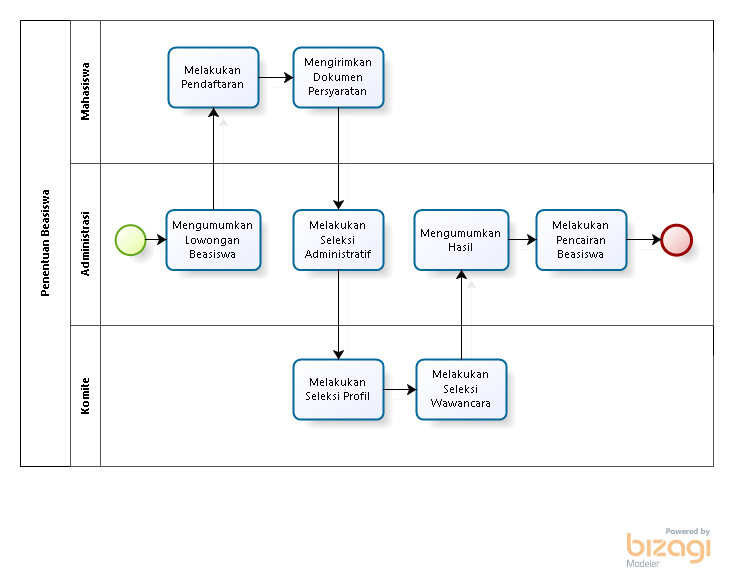 Penentuan Beasiswa
Mahasiswa
Melakukan
Pendaftaran
Mengirimkan
Dokumen
Persyaratan
Administrasi
Mengumumkan
Lowongan
Beasiswa
Melakukan
Seleksi
Administratif
Mengumumkan
Hasil
Melakukan
Pencairan
Beasiswa
Komite
Melakukan
Seleksi Profil
Melakukan
Seleksi
Wawancara
Powered by
bizagi
Modeler